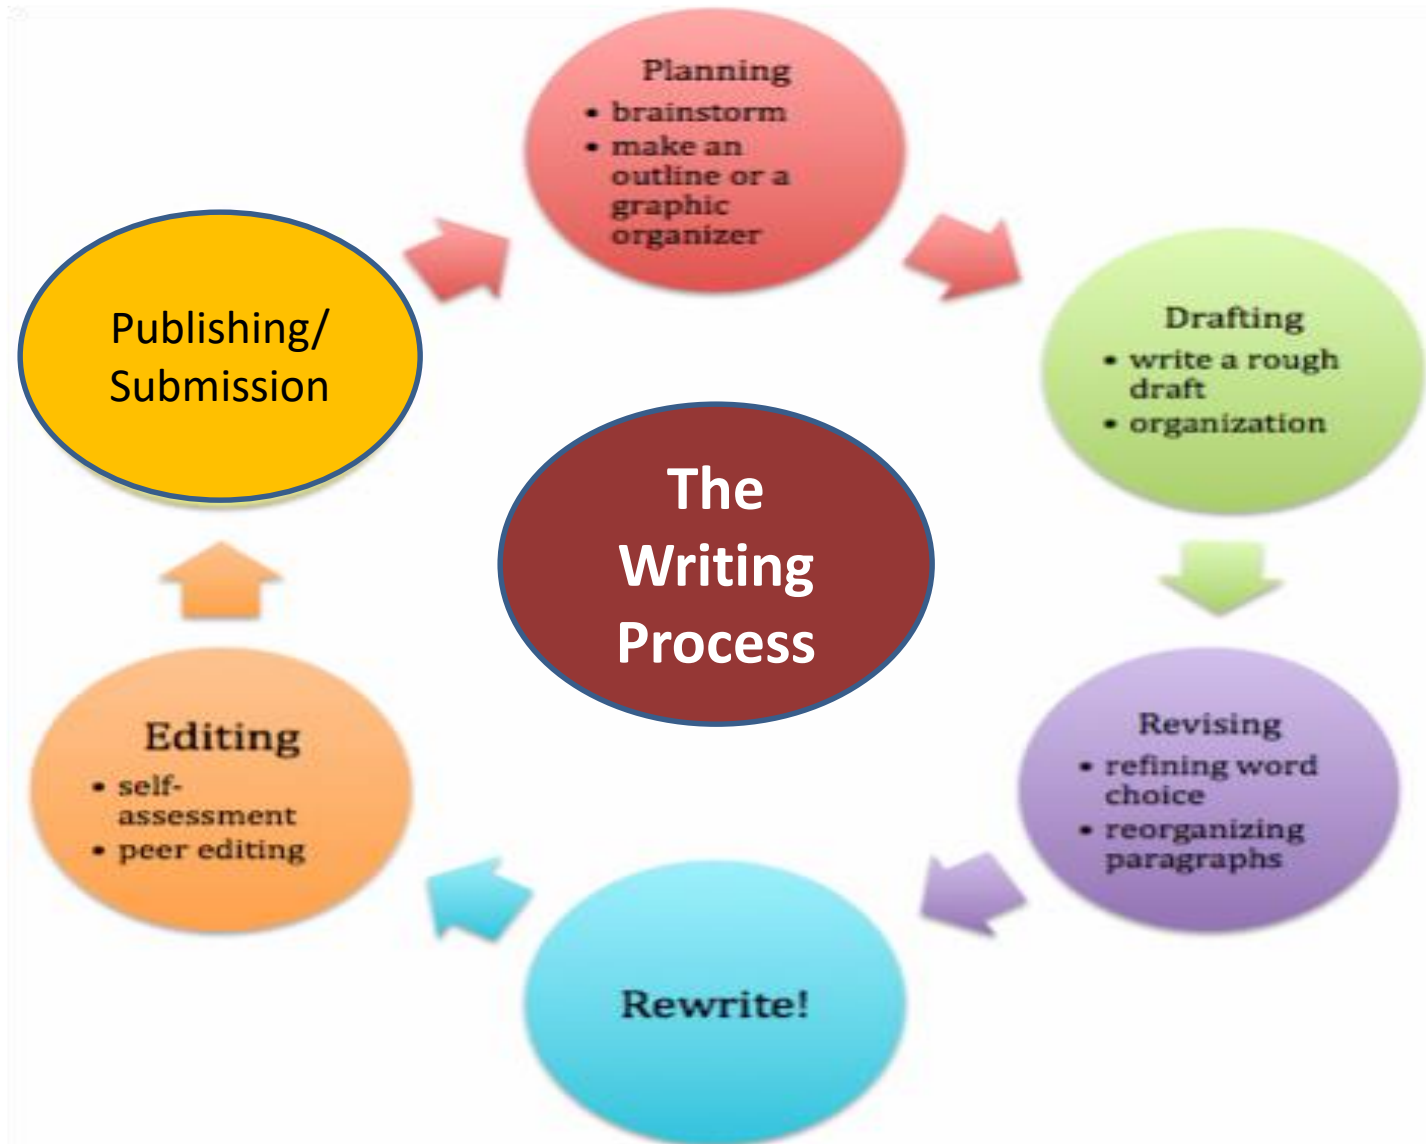 Planning
• brainstorm
• make an
outline or a
graphic
organizer
Drafting
• write a rough
draft
• organization
Revising
• refining word
choice
• reorganizing
paragraphs
Rewrite!
Editing
• self-
assessment
• peer editing
Publishing/
Submission
The
Writing
Process